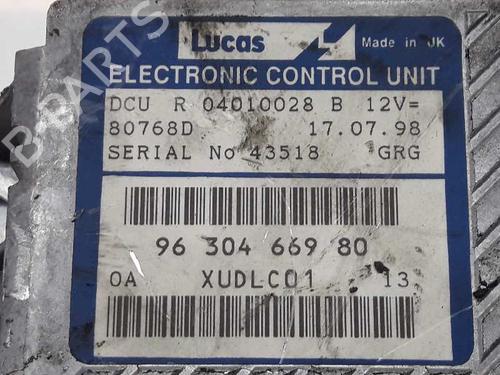 Lucas Made in UK
ELECTRONIC CONTROL UNIT
DCU R 04010028 B 12V=
80768D 17.07.98
SERIAL No 43518 GRG
96 304 669 80
0A XUDLC01 13
B-PARTS